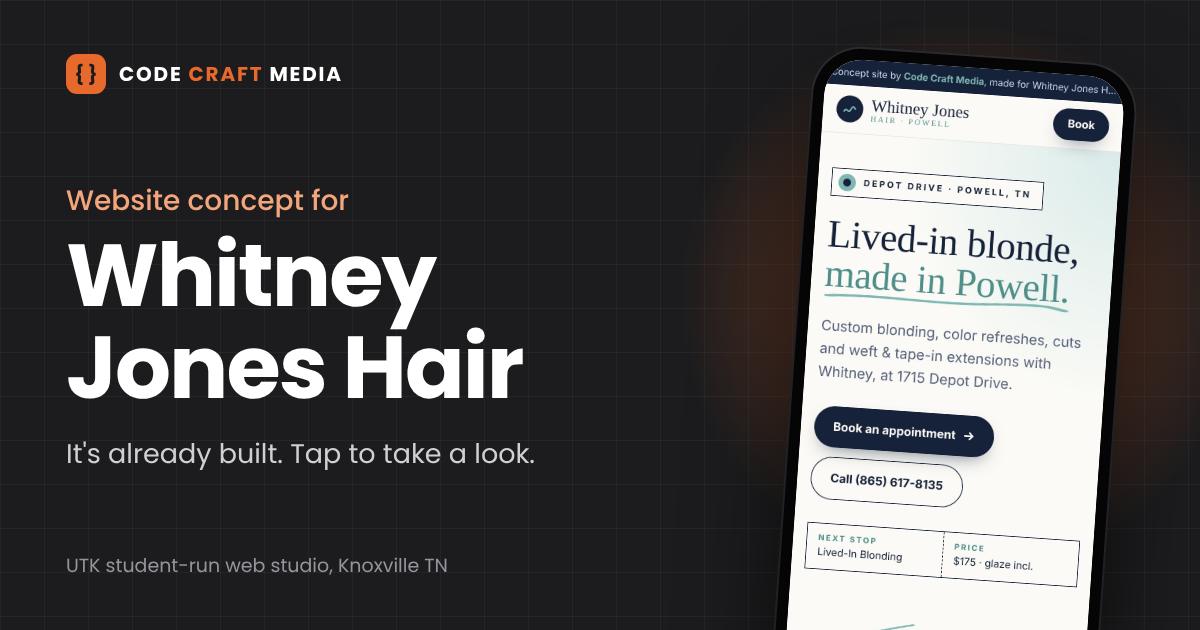 { } CODE CRAFT MEDIA
Website concept for
Whitney
Jones Hair
It's already built. Tap to take a look.
UTK student-run web studio, Knoxville TN
Concept site by Code Craft Media, made for Whitney Jones H...
Whitney Jones
HAIR · POWELL
Book
DEPOT DRIVE · POWELL, TN
Lived-in blonde,
made in Powell.
Custom blonding, color refreshes, cuts
and weft & tape-in extensions with
Whitney, at 1715 Depot Drive.
Book an appointment →
Call (865) 617-8135
NEXT STOP
Lived-In Blonding
PRICE
$175 · glaze incl.